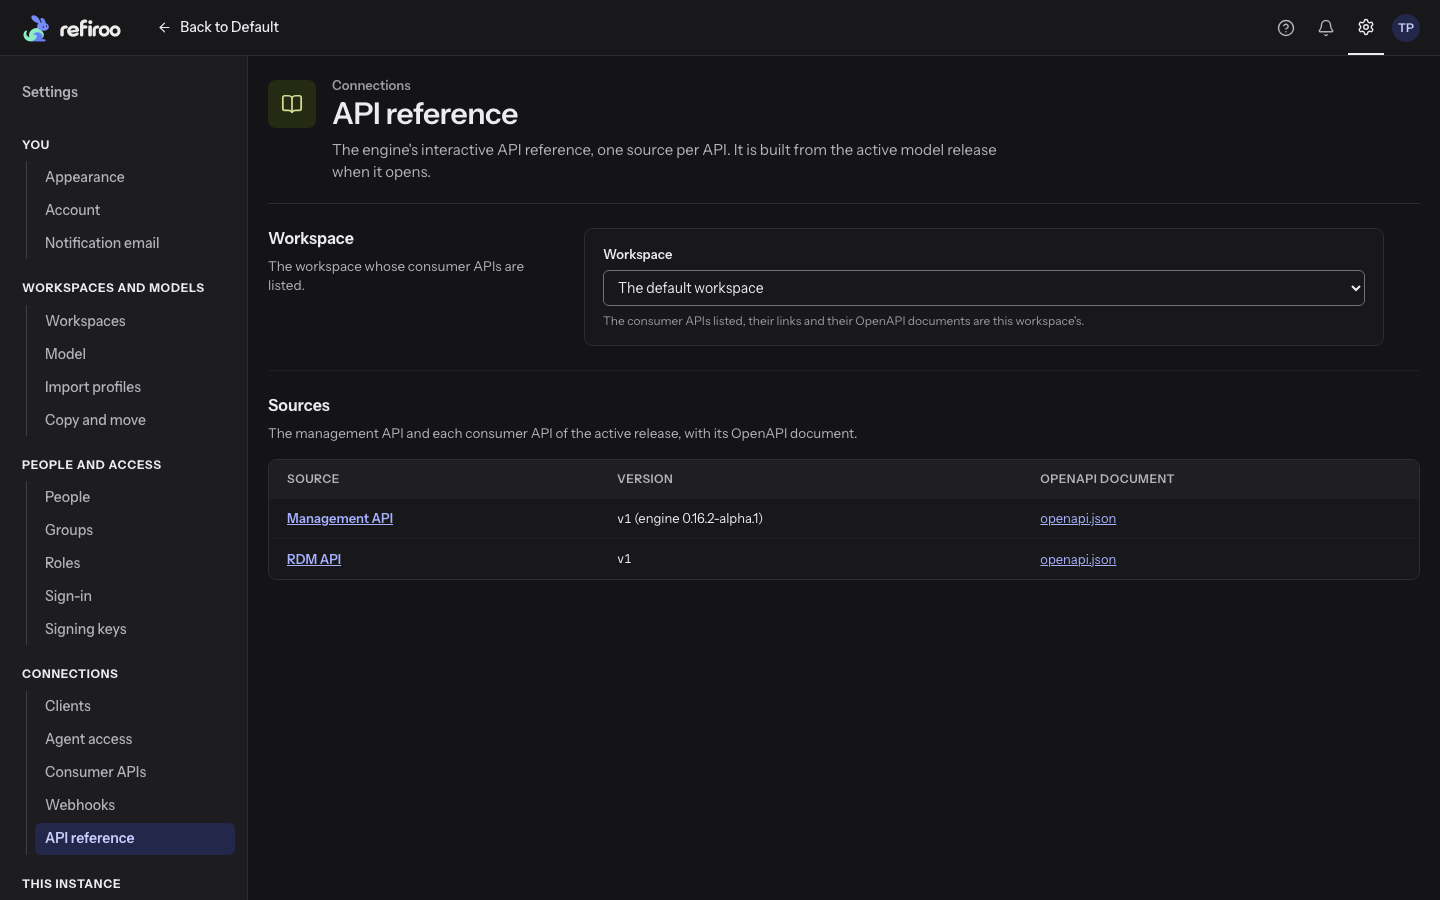 refiroo
Back to Default
TP
Settings
YOU
Appearance
Account
Notification email
WORKSPACES AND MODELS
Workspaces
Model
Import profiles
Copy and move
PEOPLE AND ACCESS
People
Groups
Roles
Sign-in
Signing keys
CONNECTIONS
Clients
Agent access
Consumer APIs
Webhooks
API reference
THIS INSTANCE
Connections
API reference
The engine's interactive API reference, one source per API. It is built from the active model release
when it opens.
Workspace
The workspace whose consumer APIs are
listed.
Workspace
The default workspace
The consumer APIs listed, their links and their OpenAPI documents are this workspace's.
Sources
The management API and each consumer API of the active release, with its OpenAPI document.
SOURCE VERSION OPENAPI DOCUMENT
Management API v1 (engine 0.16.2-alpha.1) openapi.json
RDM API v1 openapi.json